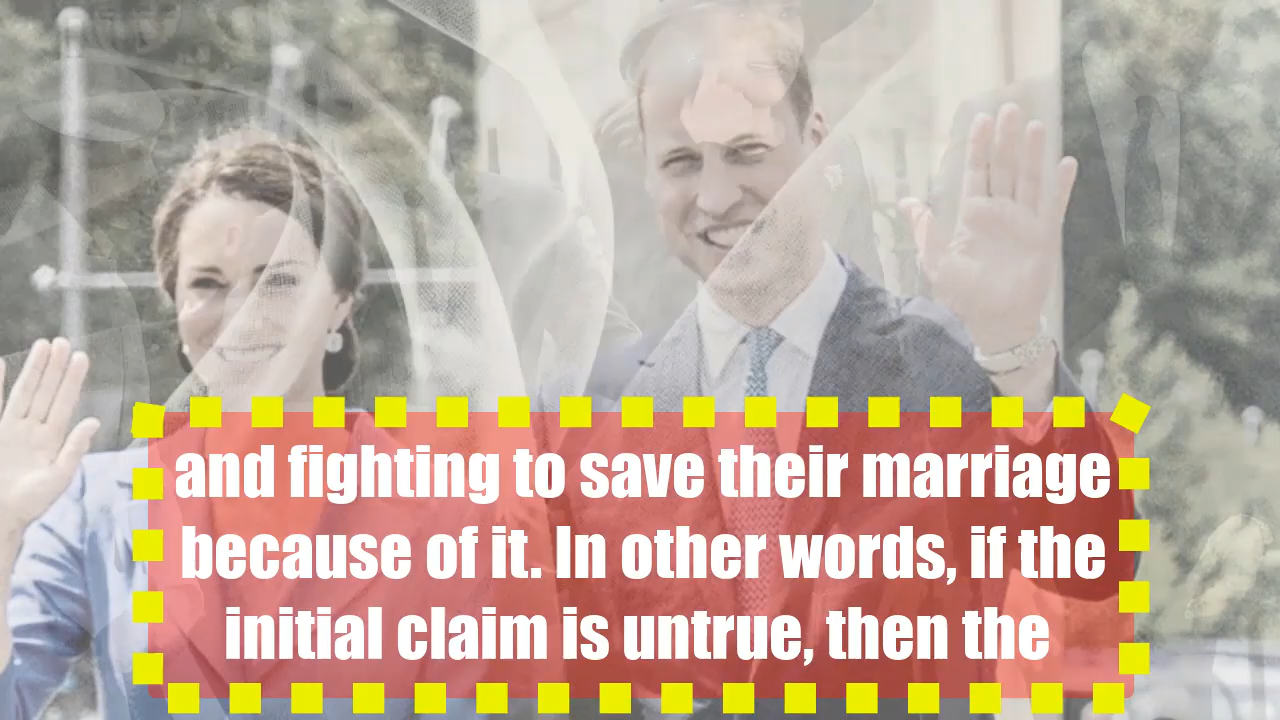 and fighting to save their marriage
because of it. In other words, if the
initial claim is untrue, then the